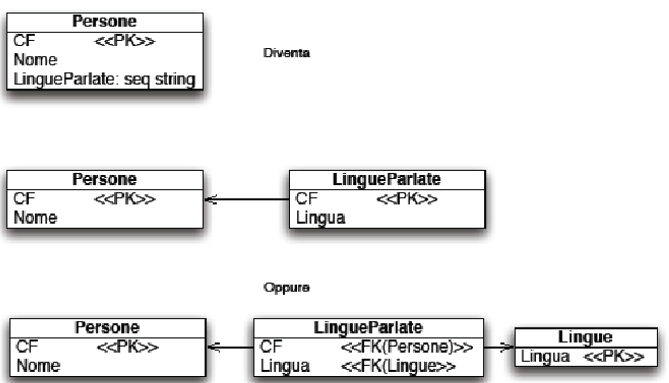 Persone
CF <<PK>>
Nome
LingueParlate: seq string
Diventa
Persone
CF <<PK>>
Nome
LingueParlate
CF <<PK>>
Lingua
Oppure
Persone
CF <<PK>>
Nome
LingueParlate
CF <<FK(Persone)>>
Lingua <<FK(Lingue>>
Lingue
Lingua <<PK>>